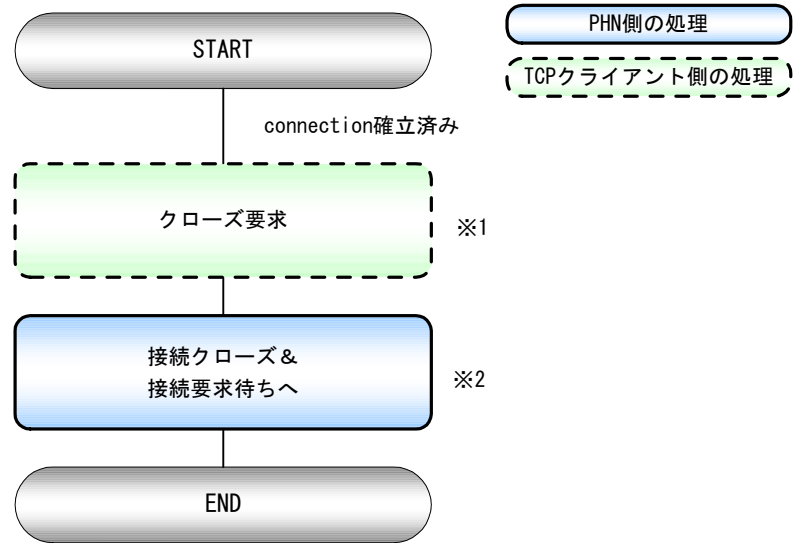 START
PHN側の処理
TCPクライアント側の処理
connection確立済み
クローズ要求
※1
接続クローズ＆
接続要求待ちへ
※2
END